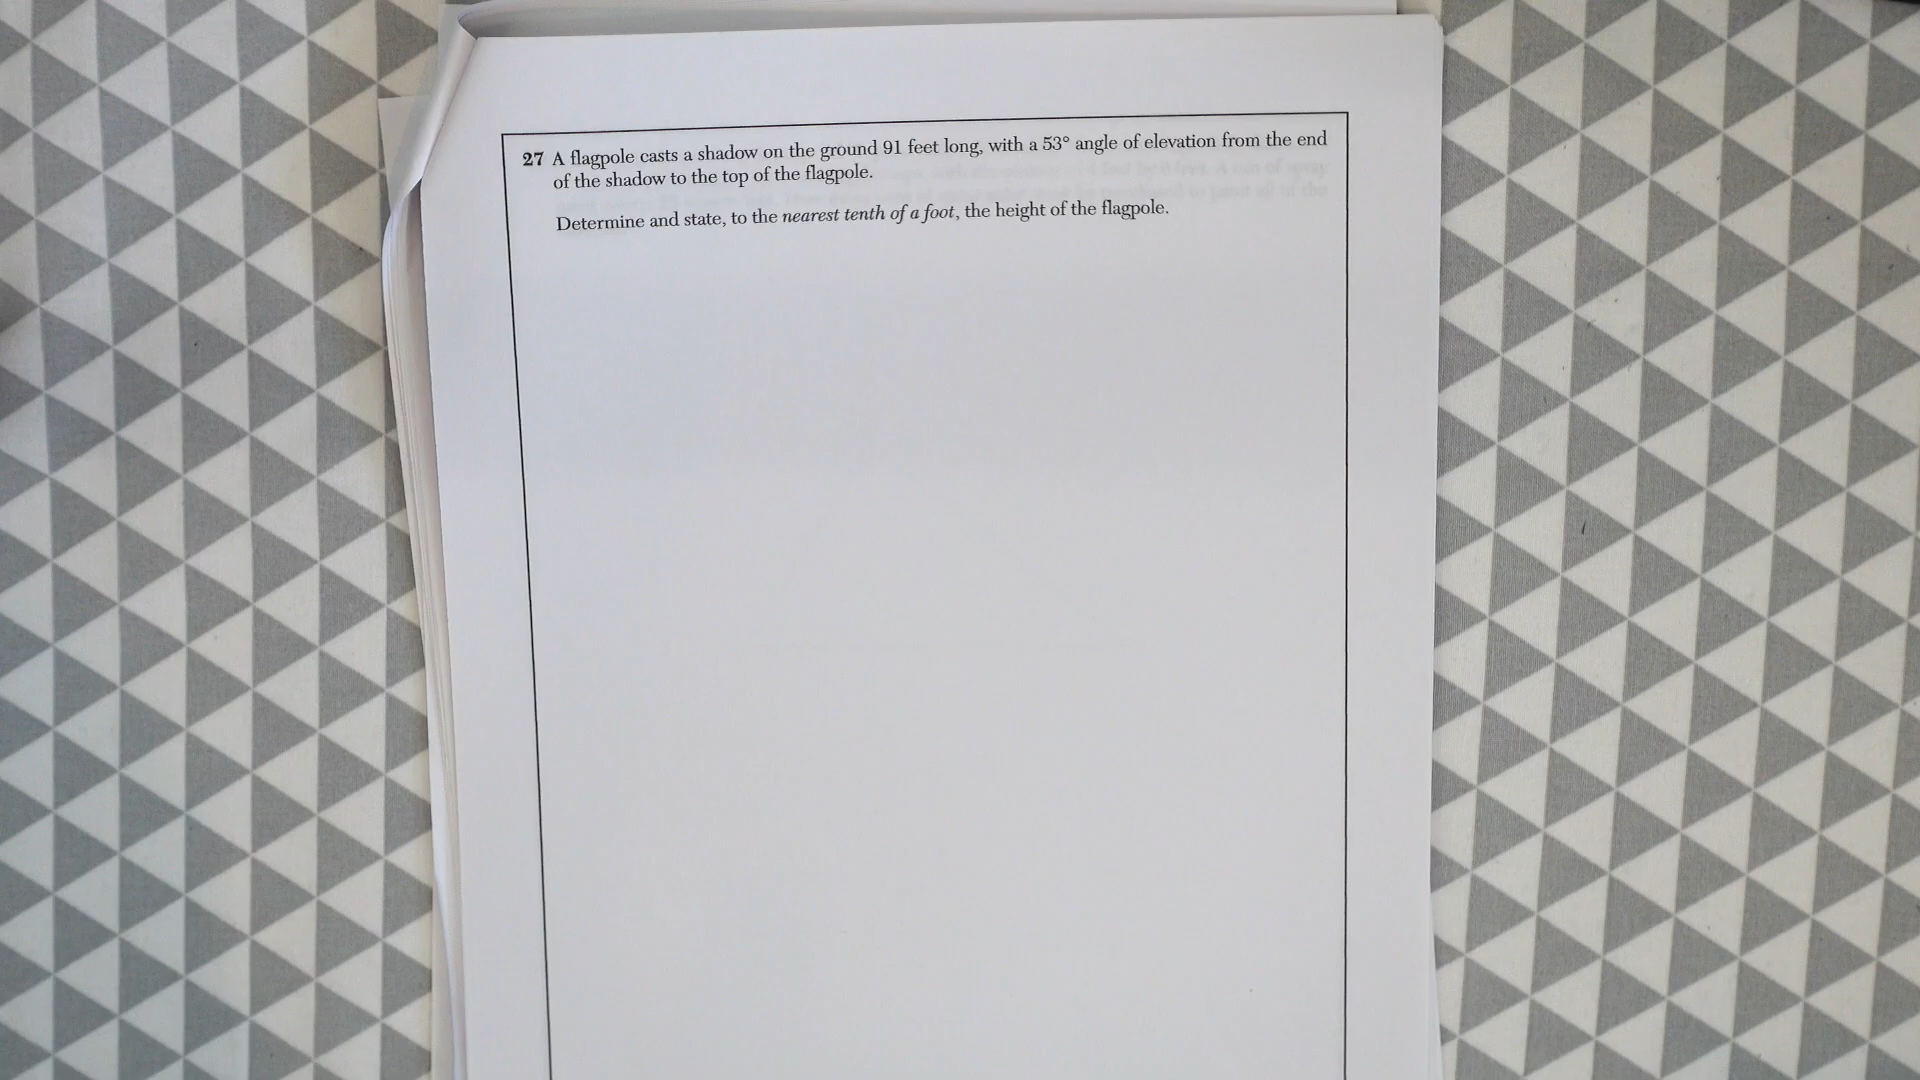 27 A flagpole casts a shadow on the ground 91 feet long, with a 53° angle of elevation from the end
of the shadow to the top of the flagpole.
Determine and state, to the nearest tenth of a foot, the height of the flagpole.